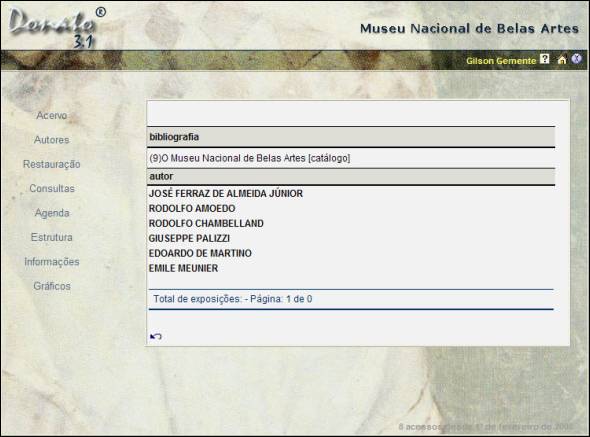 Donato®
3.1
Museu Nacional de Belas Artes
Gilson Gemente ?
Acervo
Autores
Restauração
Consultas
Agenda
Estrutura
Informações
Gráficos
bibliografia
(9)O Museu Nacional de Belas Artes [catálogo]
autor
JOSÉ FERRAZ DE ALMEIDA JÚNIOR
RODOLFO AMOEDO
RODOLFO CHAMBELLAND
GIUSEPPE PALIZZI
EDOARDO DE MARTINO
EMILE MEUNIER
Total de exposições: - Página: 1 de 0
8 acessos desde 1º de fevereiro de